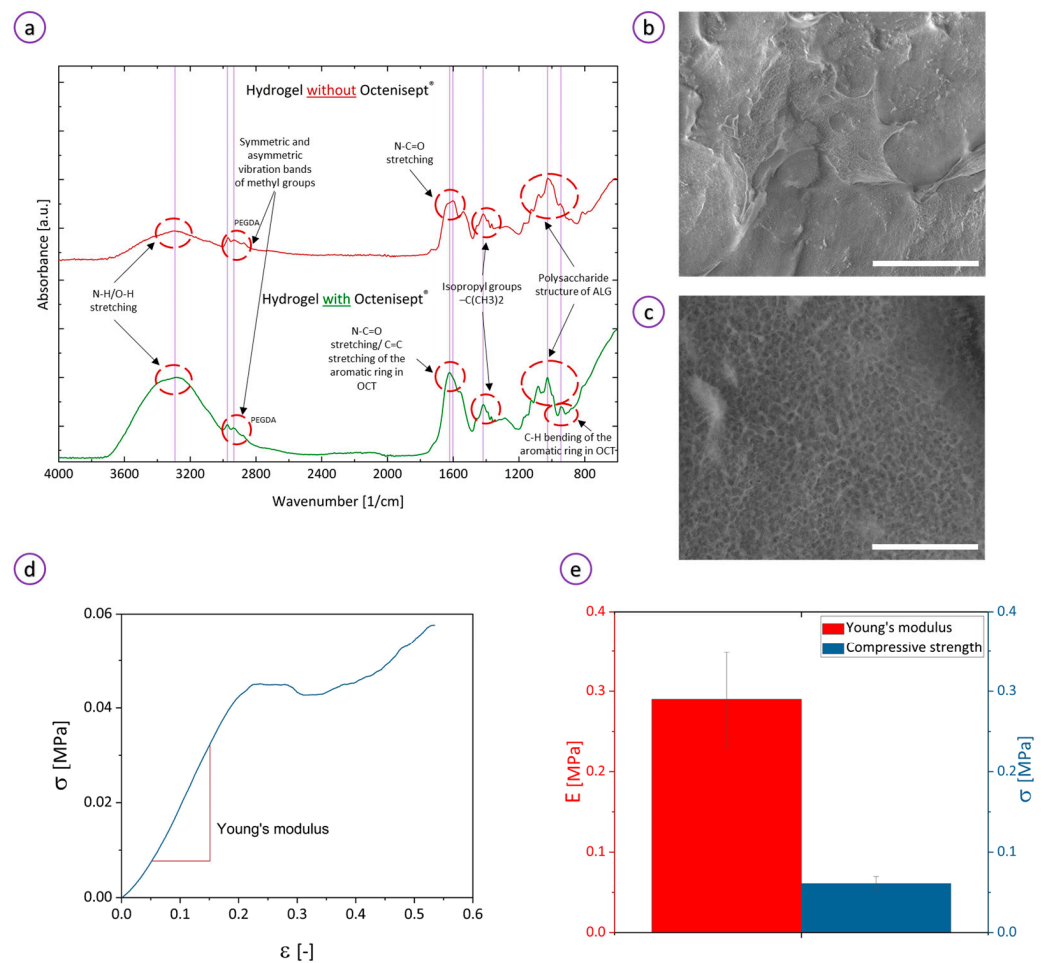 a
Hydrogel without Octenisept®
Symmetric and
asymmetric
vibration bands
of methyl groups
N-C=O
stretching
PEGDA
N-H/O-H
stretching
Isopropyl groups
–C(CH3)2
Polysaccharide
structure of ALG
Hydrogel with Octenisept®
N-C=O
stretching/ C=C
stretching of the
aromatic ring in
OCT
PEGDA
C-H bending of the
aromatic ring in OCT
Absorbance [a.u.]
4000 3600 3200 2800 2400 2000 1600 1200 800
Wavenumber [1/cm]
b
c
d
0.06
0.04
0.02
0.00
σ [MPa]
Young's modulus
0.0 0.1 0.2 0.3 0.4 0.5 0.6
ε [-]
e
Young's modulus
Compressive strength
0.4
0.3
0.2
0.1
0.0
E [MPa]
0.4
0.3
0.2
0.1
0.0
σ [MPa]